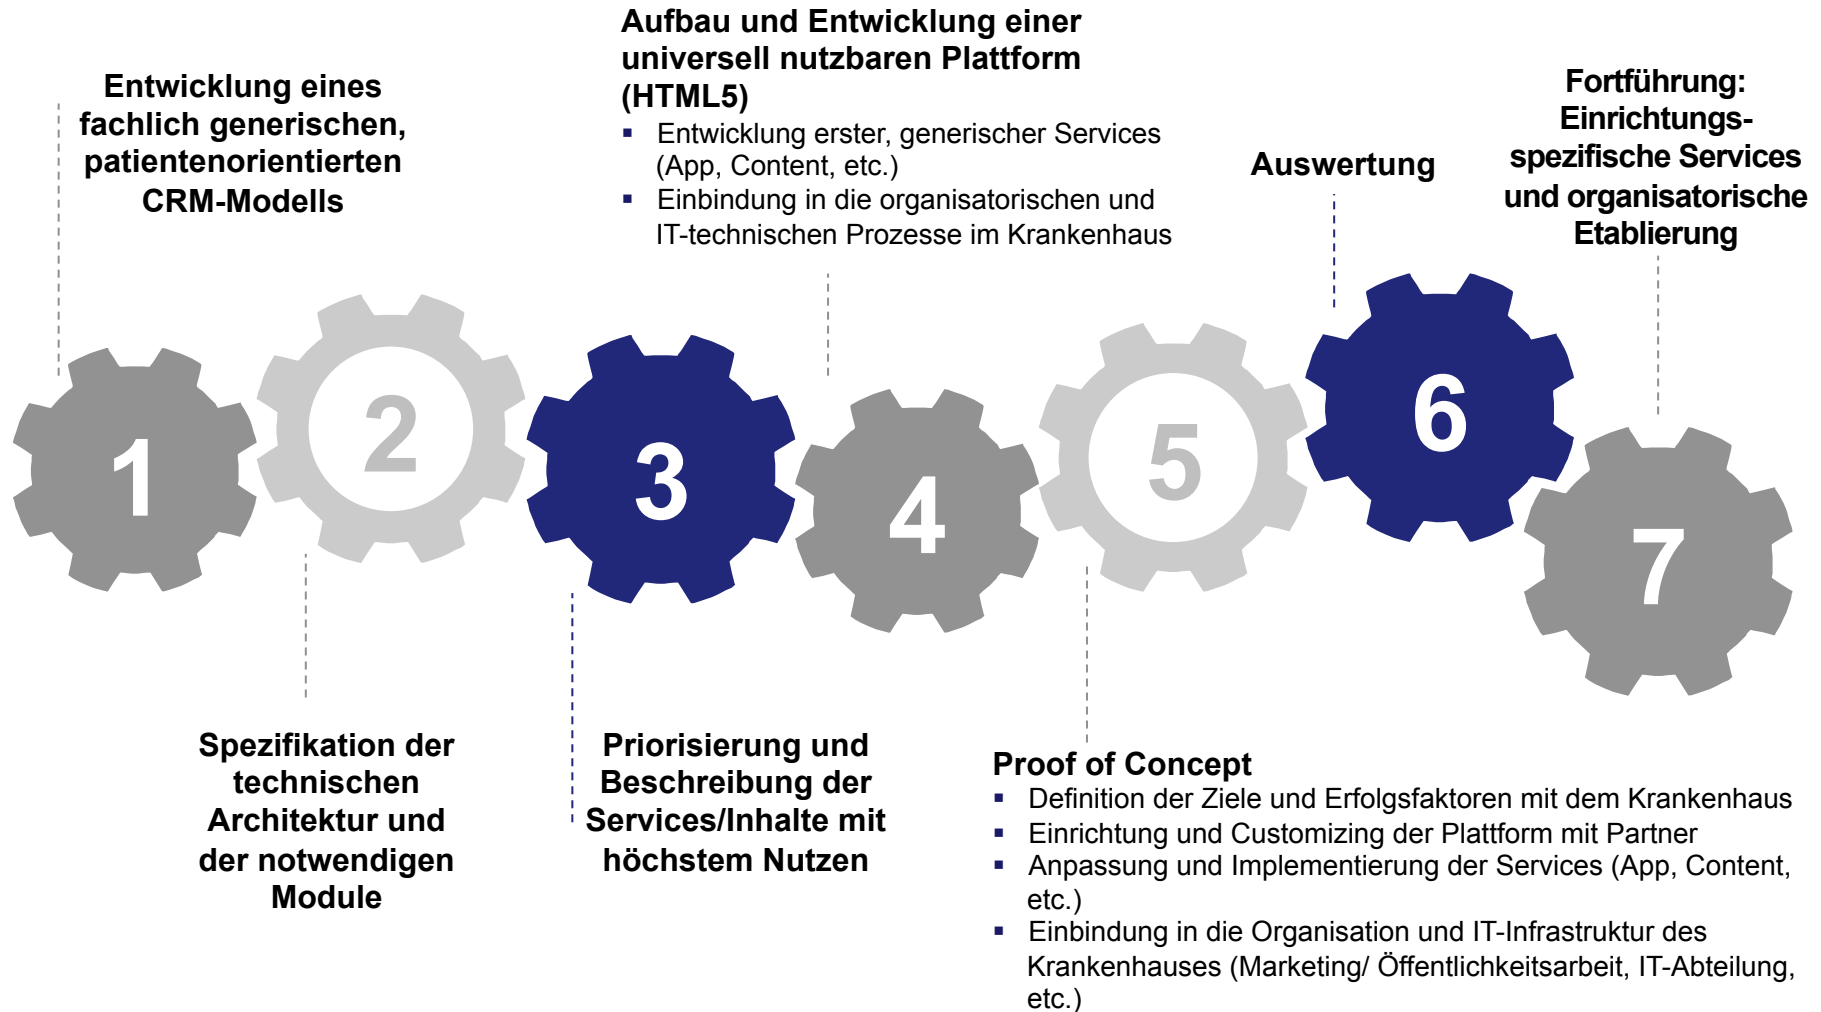 Entwicklung eines
fachlich generischen,
patientenorientierten
CRM-Modells
1
2
Spezifikation der
technischen
Architektur und
der notwendigen
Module
3
Priorisierung und
Beschreibung der
Services/Inhalte mit
höchstem Nutzen
Aufbau und Entwicklung einer
universell nutzbaren Plattform
(HTML5)
▪ Entwicklung erster, generischer Services
(App, Content, etc.)
▪ Einbindung in die organisatorischen und
IT-technischen Prozesse im Krankenhaus
4
5
Proof of Concept
▪ Definition der Ziele und Erfolgsfaktoren mit dem Krankenhaus
▪ Einrichtung und Customizing der Plattform mit Partner
▪ Anpassung und Implementierung der Services (App, Content,
etc.)
▪ Einbindung in die Organisation und IT-Infrastruktur des
Krankenhauses (Marketing/ Öffentlichkeitsarbeit, IT-Abteilung,
etc.)
Auswertung
6
Fortführung:
Einrichtungs-
spezifische Services
und organisatorische
Etablierung
7